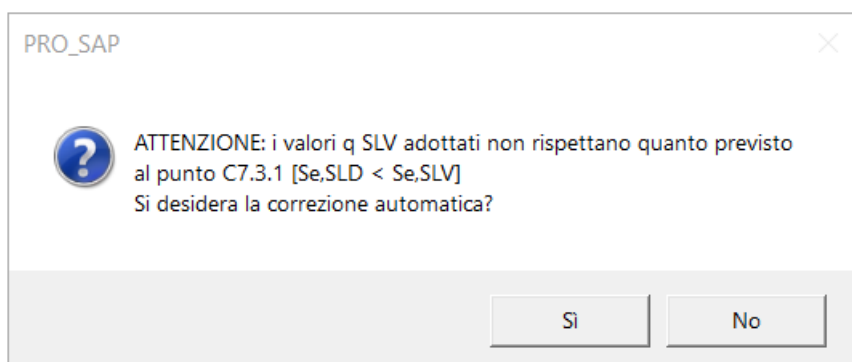 PRO_SAP
ATTENZIONE: i valori q SLV adottati non rispettano quanto previsto
al punto C7.3.1 [Se,SLD < Se,SLV]
Si desidera la correzione automatica?
Sì
No